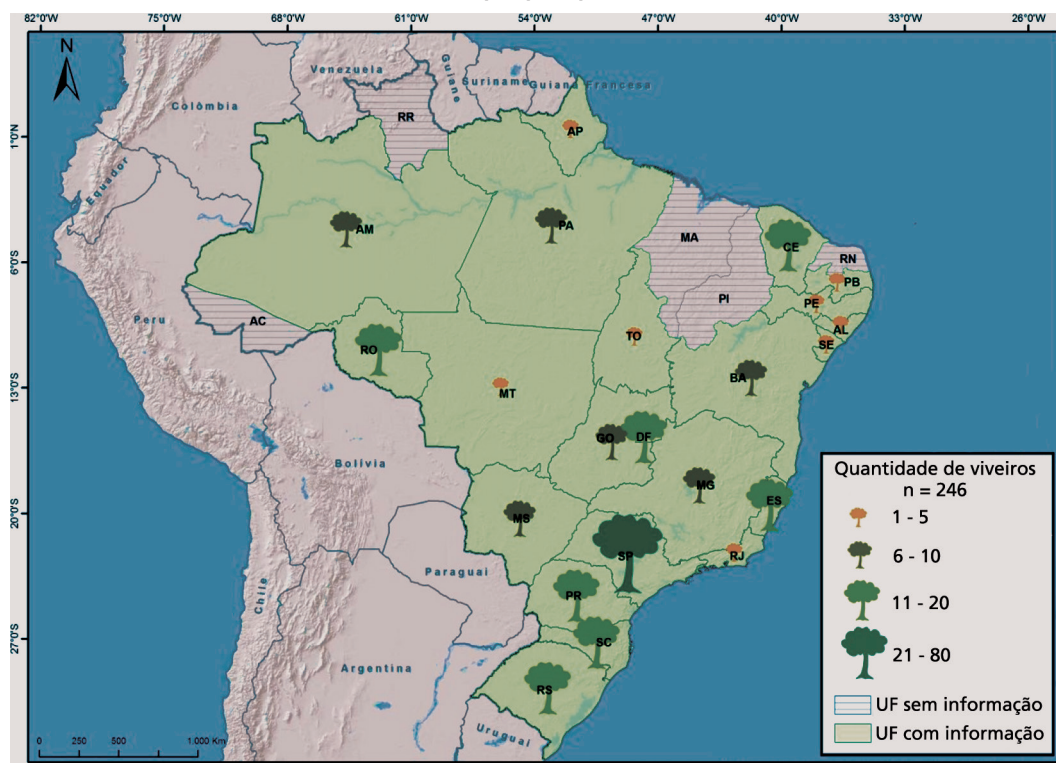 82°0'W 75°0'W 68°0'W 61°0'W 54°0'W 47°0'W 40°0'W 33°0'W 26°0'W
N
Venezuela
Guiane
Suriname
Guiana Francesa
Colômbia
RR
AP
1°0'N
Equador
AM
PA
MA
CE
6°0'S
RN
PI
PB
PE
Peru
AC
AL
TO
SE
RO
BA
13°0'S
MT
GO
DF
Bolívia
MG
ES
20°0'S
MS
SP
RJ
Paraguai
Chile
PR
27°0'S
SC
Argentina
RS
Uruguai
0 250 500 1.000 Km
Quantidade de viveiros
n = 246
1 - 5
6 - 10
11 - 20
21 - 80
UF sem informação
UF com informação